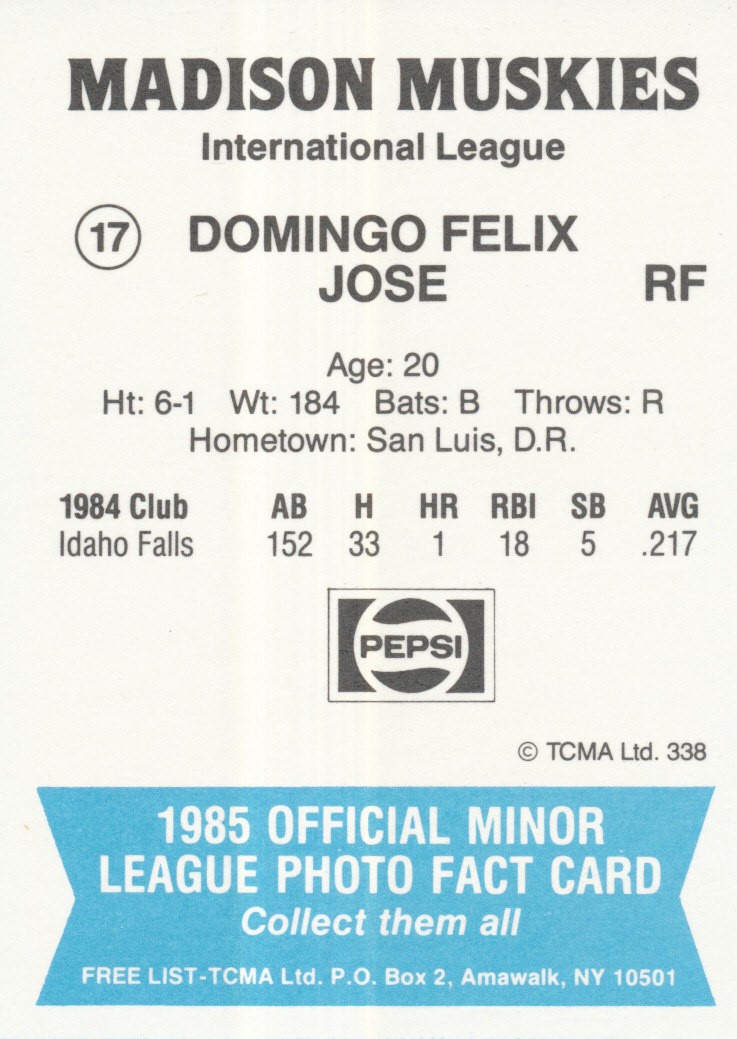 MADISON MUSKIES
International League
17 DOMINGO FELIX
JOSE RF
Age: 20
Ht: 6-1 Wt: 184 Bats: B Throws: R
Hometown: San Luis, D.R.
1984 Club AB H HR RBI SB AVG
Idaho Falls 152 33 1 18 5 .217
PEPSI
© TCMA Ltd. 338
1985 OFFICIAL MINOR
LEAGUE PHOTO FACT CARD
Collect them all
FREE LIST-TCMA Ltd. P.O. Box 2, Amawalk, NY 10501